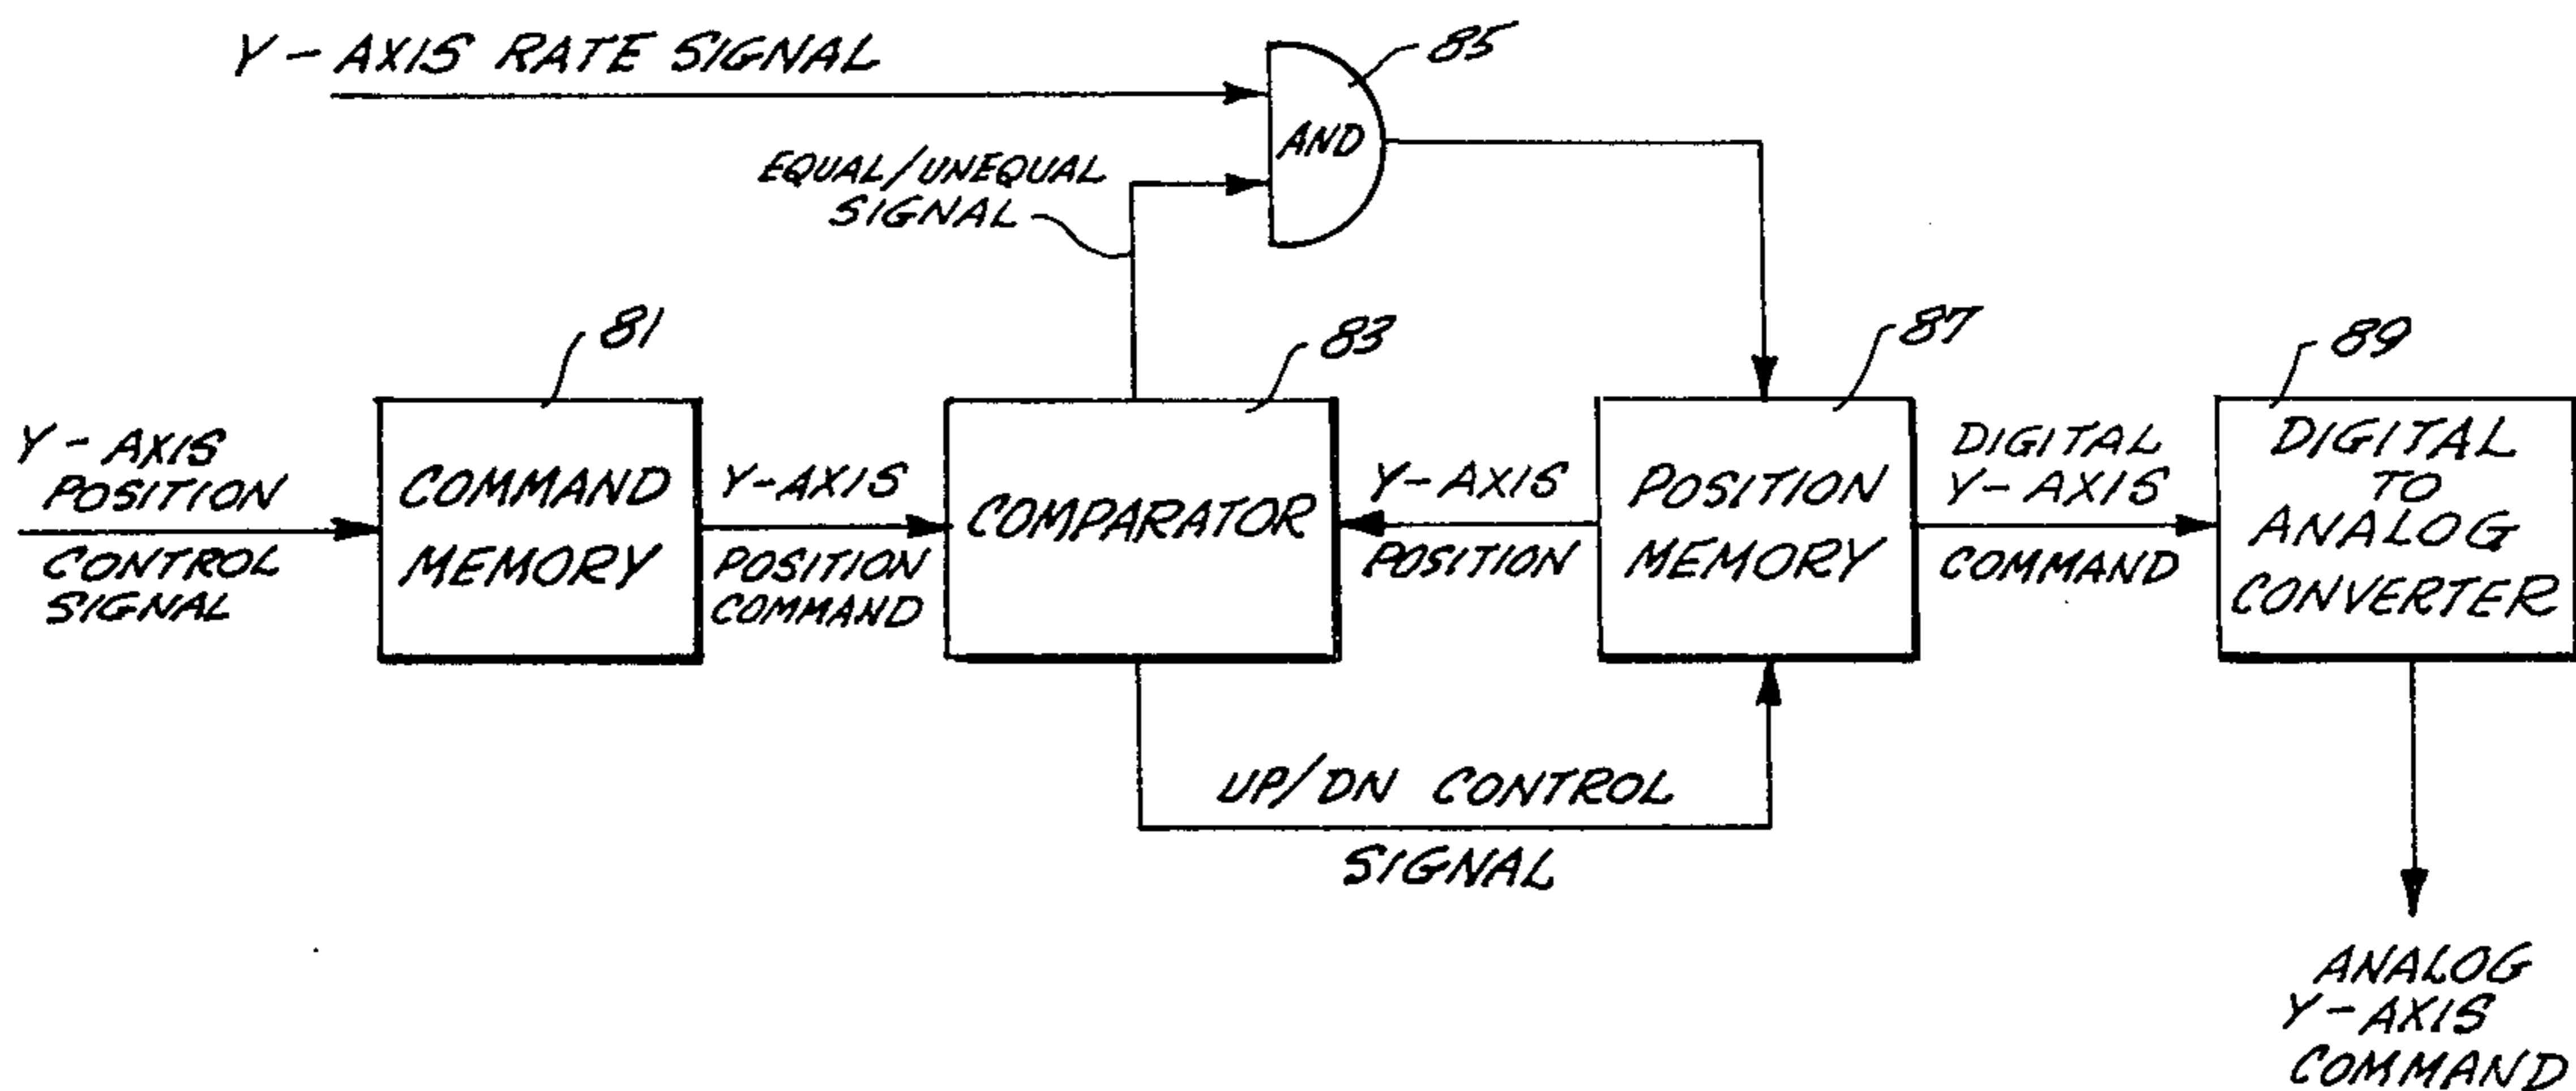 Y-AXIS RATE SIGNAL
85
AND
EQUAL/UNEQUAL
SIGNAL
81
83
87
89
Y-AXIS
POSITION
CONTROL
SIGNAL
COMMAND
MEMORY
Y-AXIS
POSITION
COMMAND
COMPARATOR
Y-AXIS
POSITION
POSITION
MEMORY
DIGITAL
Y-AXIS
COMMAND
DIGITAL
TO
ANALOG
CONVERTER
UP/DN CONTROL
SIGNAL
ANALOG
Y-AXIS
COMMAND